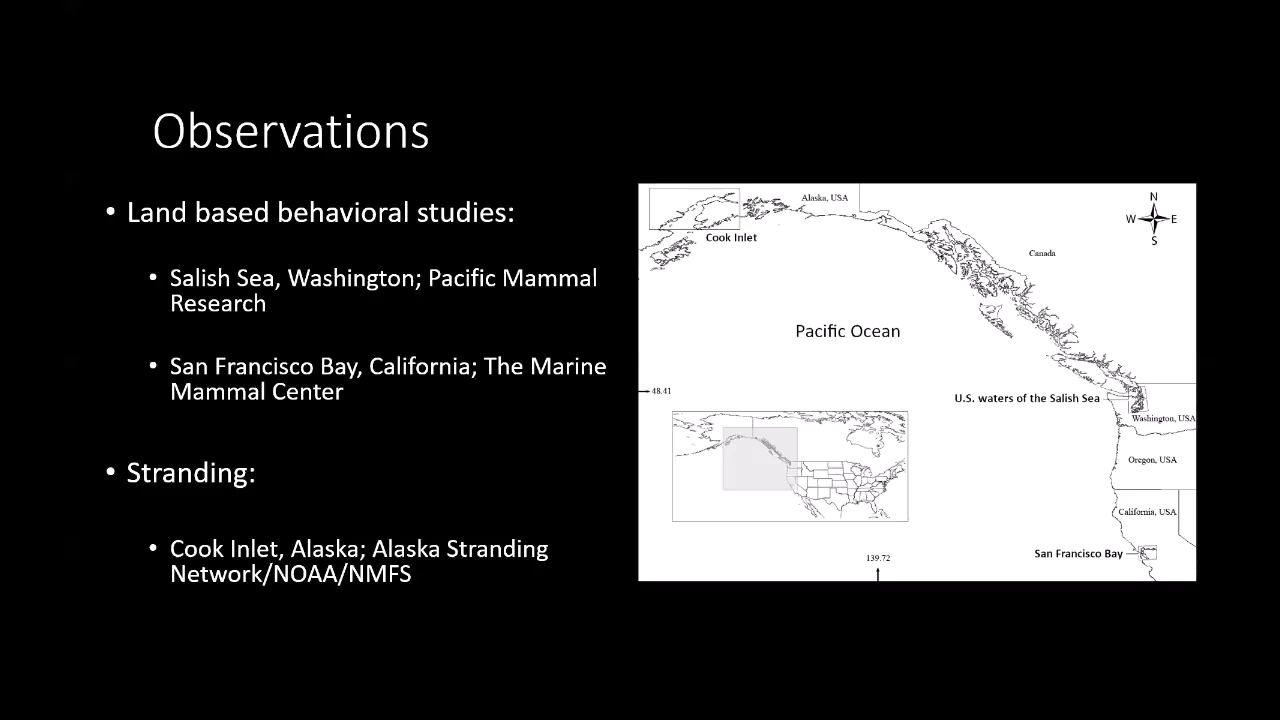 Observations
• Land based behavioral studies:
• Salish Sea, Washington; Pacific Mammal
Research
• San Francisco Bay, California; The Marine
Mammal Center
• Stranding:
• Cook Inlet, Alaska; Alaska Stranding
Network/NOAA/NMFS
Alaska, USA
N
W
E
S
Cook Inlet
Canada
Pacific Ocean
48.41
U.S. waters of the Salish Sea
Washington, USA
Oregon, USA
California, USA
San Francisco Bay
139.72